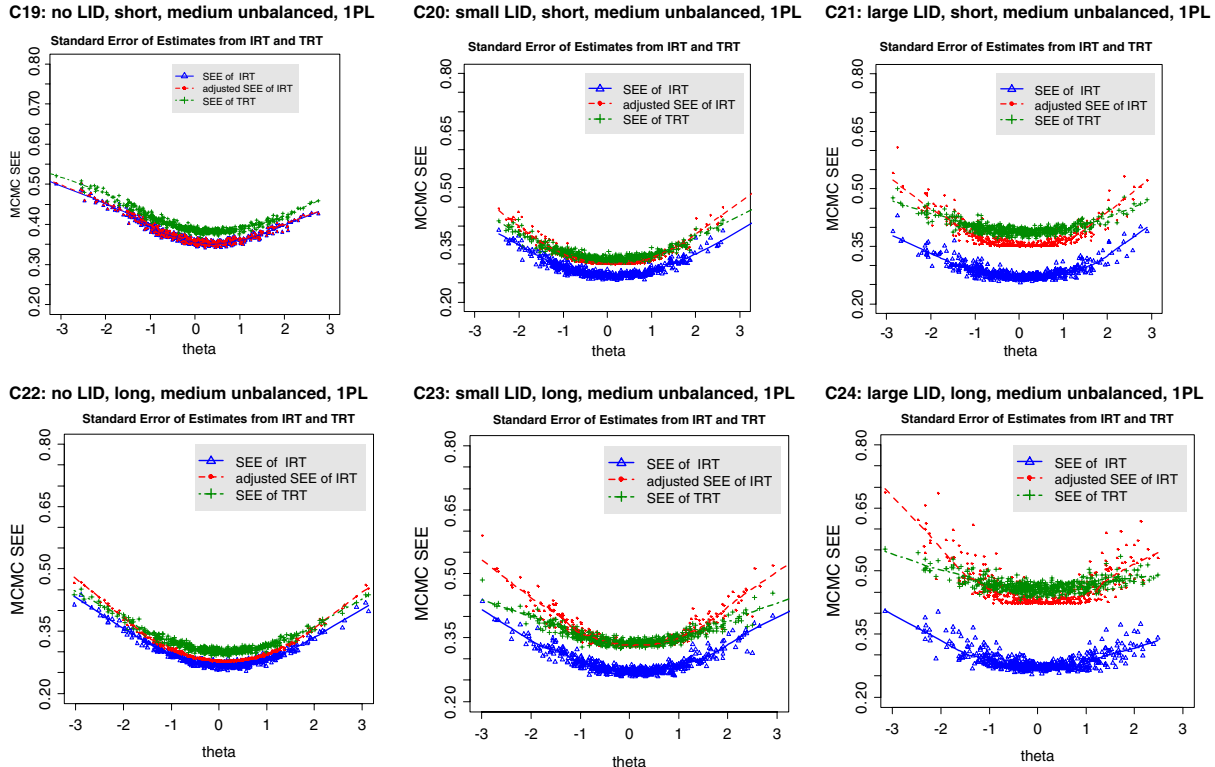 C19: no LID, short, medium unbalanced, 1PL
Standard Error of Estimates from IRT and TRT
SEE of IRT
adjusted SEE of IRT
SEE of TRT
MCMC SEE
0.80
0.70
0.60
0.50
0.40
0.30
0.20
-3 -2 -1 0 1 2 3
theta
C20: small LID, short, medium unbalanced, 1PL
Standard Error of Estimates from IRT and TRT
SEE of IRT
adjusted SEE of IRT
SEE of TRT
MCMC SEE
0.80
0.65
0.50
0.35
0.20
-3 -2 -1 0 1 2 3
theta
C21: large LID, short, medium unbalanced, 1PL
Standard Error of Estimates from IRT and TRT
SEE of IRT
adjusted SEE of IRT
SEE of TRT
MCMC SEE
0.80
0.65
0.50
0.35
0.20
-3 -2 -1 0 1 2 3
theta
C22: no LID, long, medium unbalanced, 1PL
Standard Error of Estimates from IRT and TRT
SEE of IRT
adjusted SEE of IRT
SEE of TRT
MCMC SEE
0.80
0.65
0.50
0.35
0.20
-3 -2 -1 0 1 2 3
theta
C23: small LID, long, medium unbalanced, 1PL
Standard Error of Estimates from IRT and TRT
SEE of IRT
adjusted SEE of IRT
SEE of TRT
MCMC SEE
0.80
0.65
0.50
0.35
0.20
-3 -2 -1 0 1 2 3
theta
C24: large LID, long, medium unbalanced, 1PL
Standard Error of Estimates from IRT and TRT
SEE of IRT
adjusted SEE of IRT
SEE of TRT
MCMC SEE
0.80
0.65
0.50
0.35
0.20
-3 -2 -1 0 1 2 3
theta